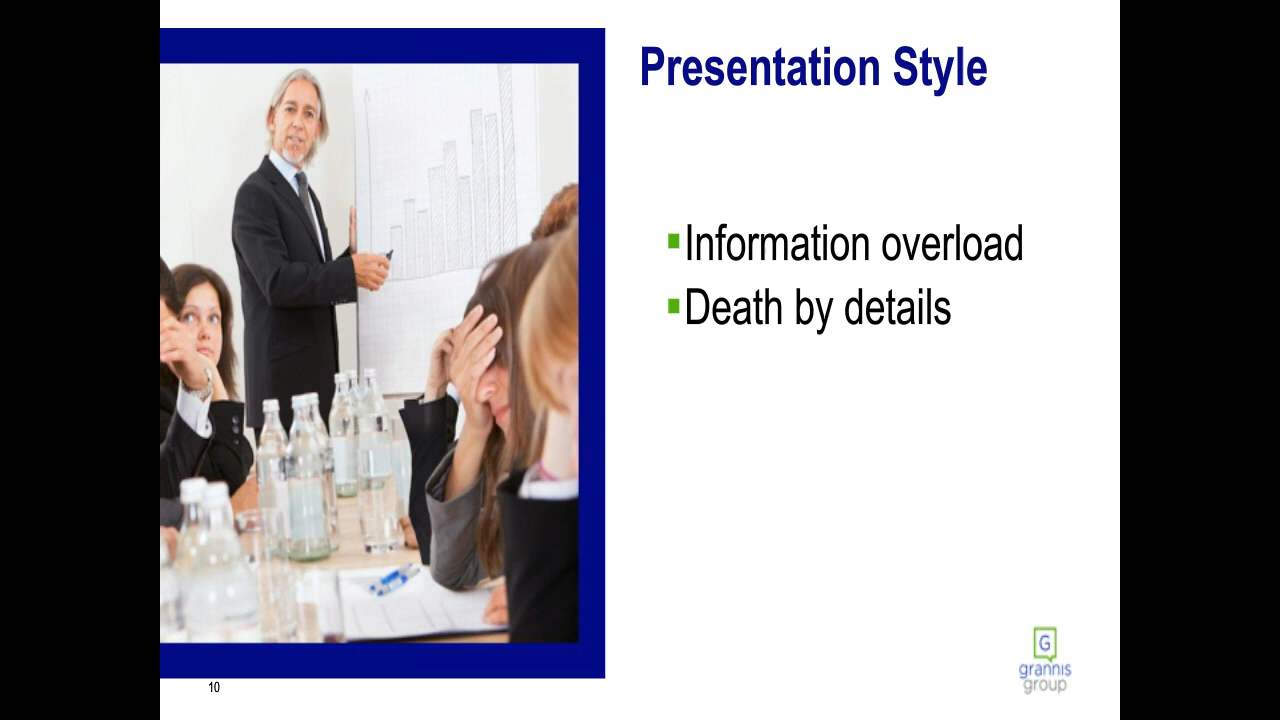 Presentation Style
▪Information overload
▪Death by details
G
grannis
group
10